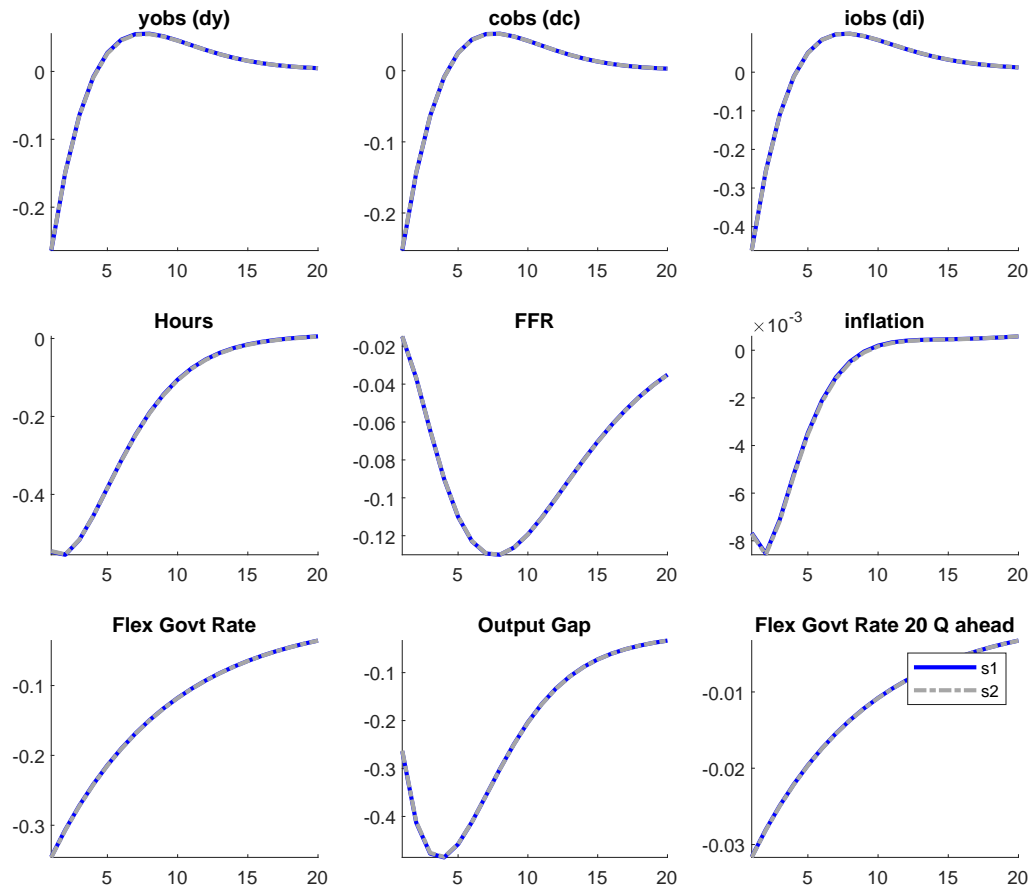 yobs (dy)
0
-0.1
-0.2
5 10 15 20
cobs (dc)
0
-0.1
-0.2
5 10 15 20
iobs (di)
0
-0.1
-0.2
-0.3
-0.4
5 10 15 20
Hours
0
-0.2
-0.4
5 10 15 20
FFR
-0.02
-0.04
-0.06
-0.08
-0.1
-0.12
5 10 15 20
inflation
×10-3
0
-2
-4
-6
-8
5 10 15 20
Flex Govt Rate
-0.1
-0.2
-0.3
5 10 15 20
Output Gap
-0.1
-0.2
-0.3
-0.4
5 10 15 20
Flex Govt Rate 20 Q ahead
s1
s2
-0.01
-0.02
-0.03
5 10 15 20